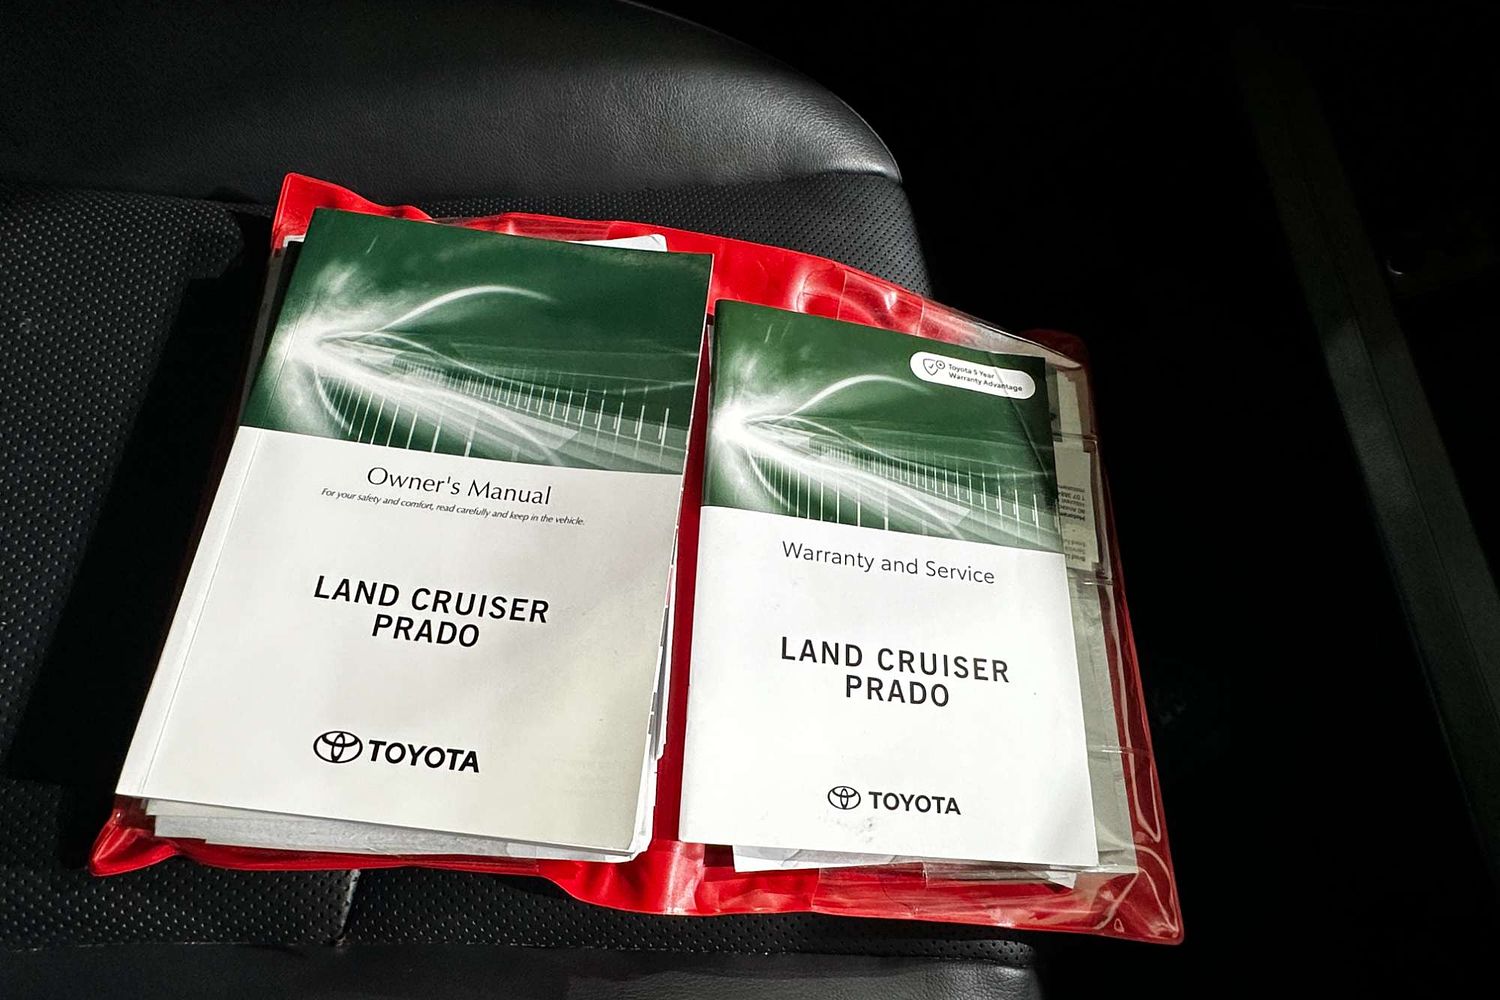 Owner's Manual
For your safety and comfort, read carefully and keep in the vehicle.
LAND CRUISER
PRADO
TOYOTA
Toyota 5 Year
Warranty Advantage
Warranty and Service
LAND CRUISER
PRADO
TOYOTA